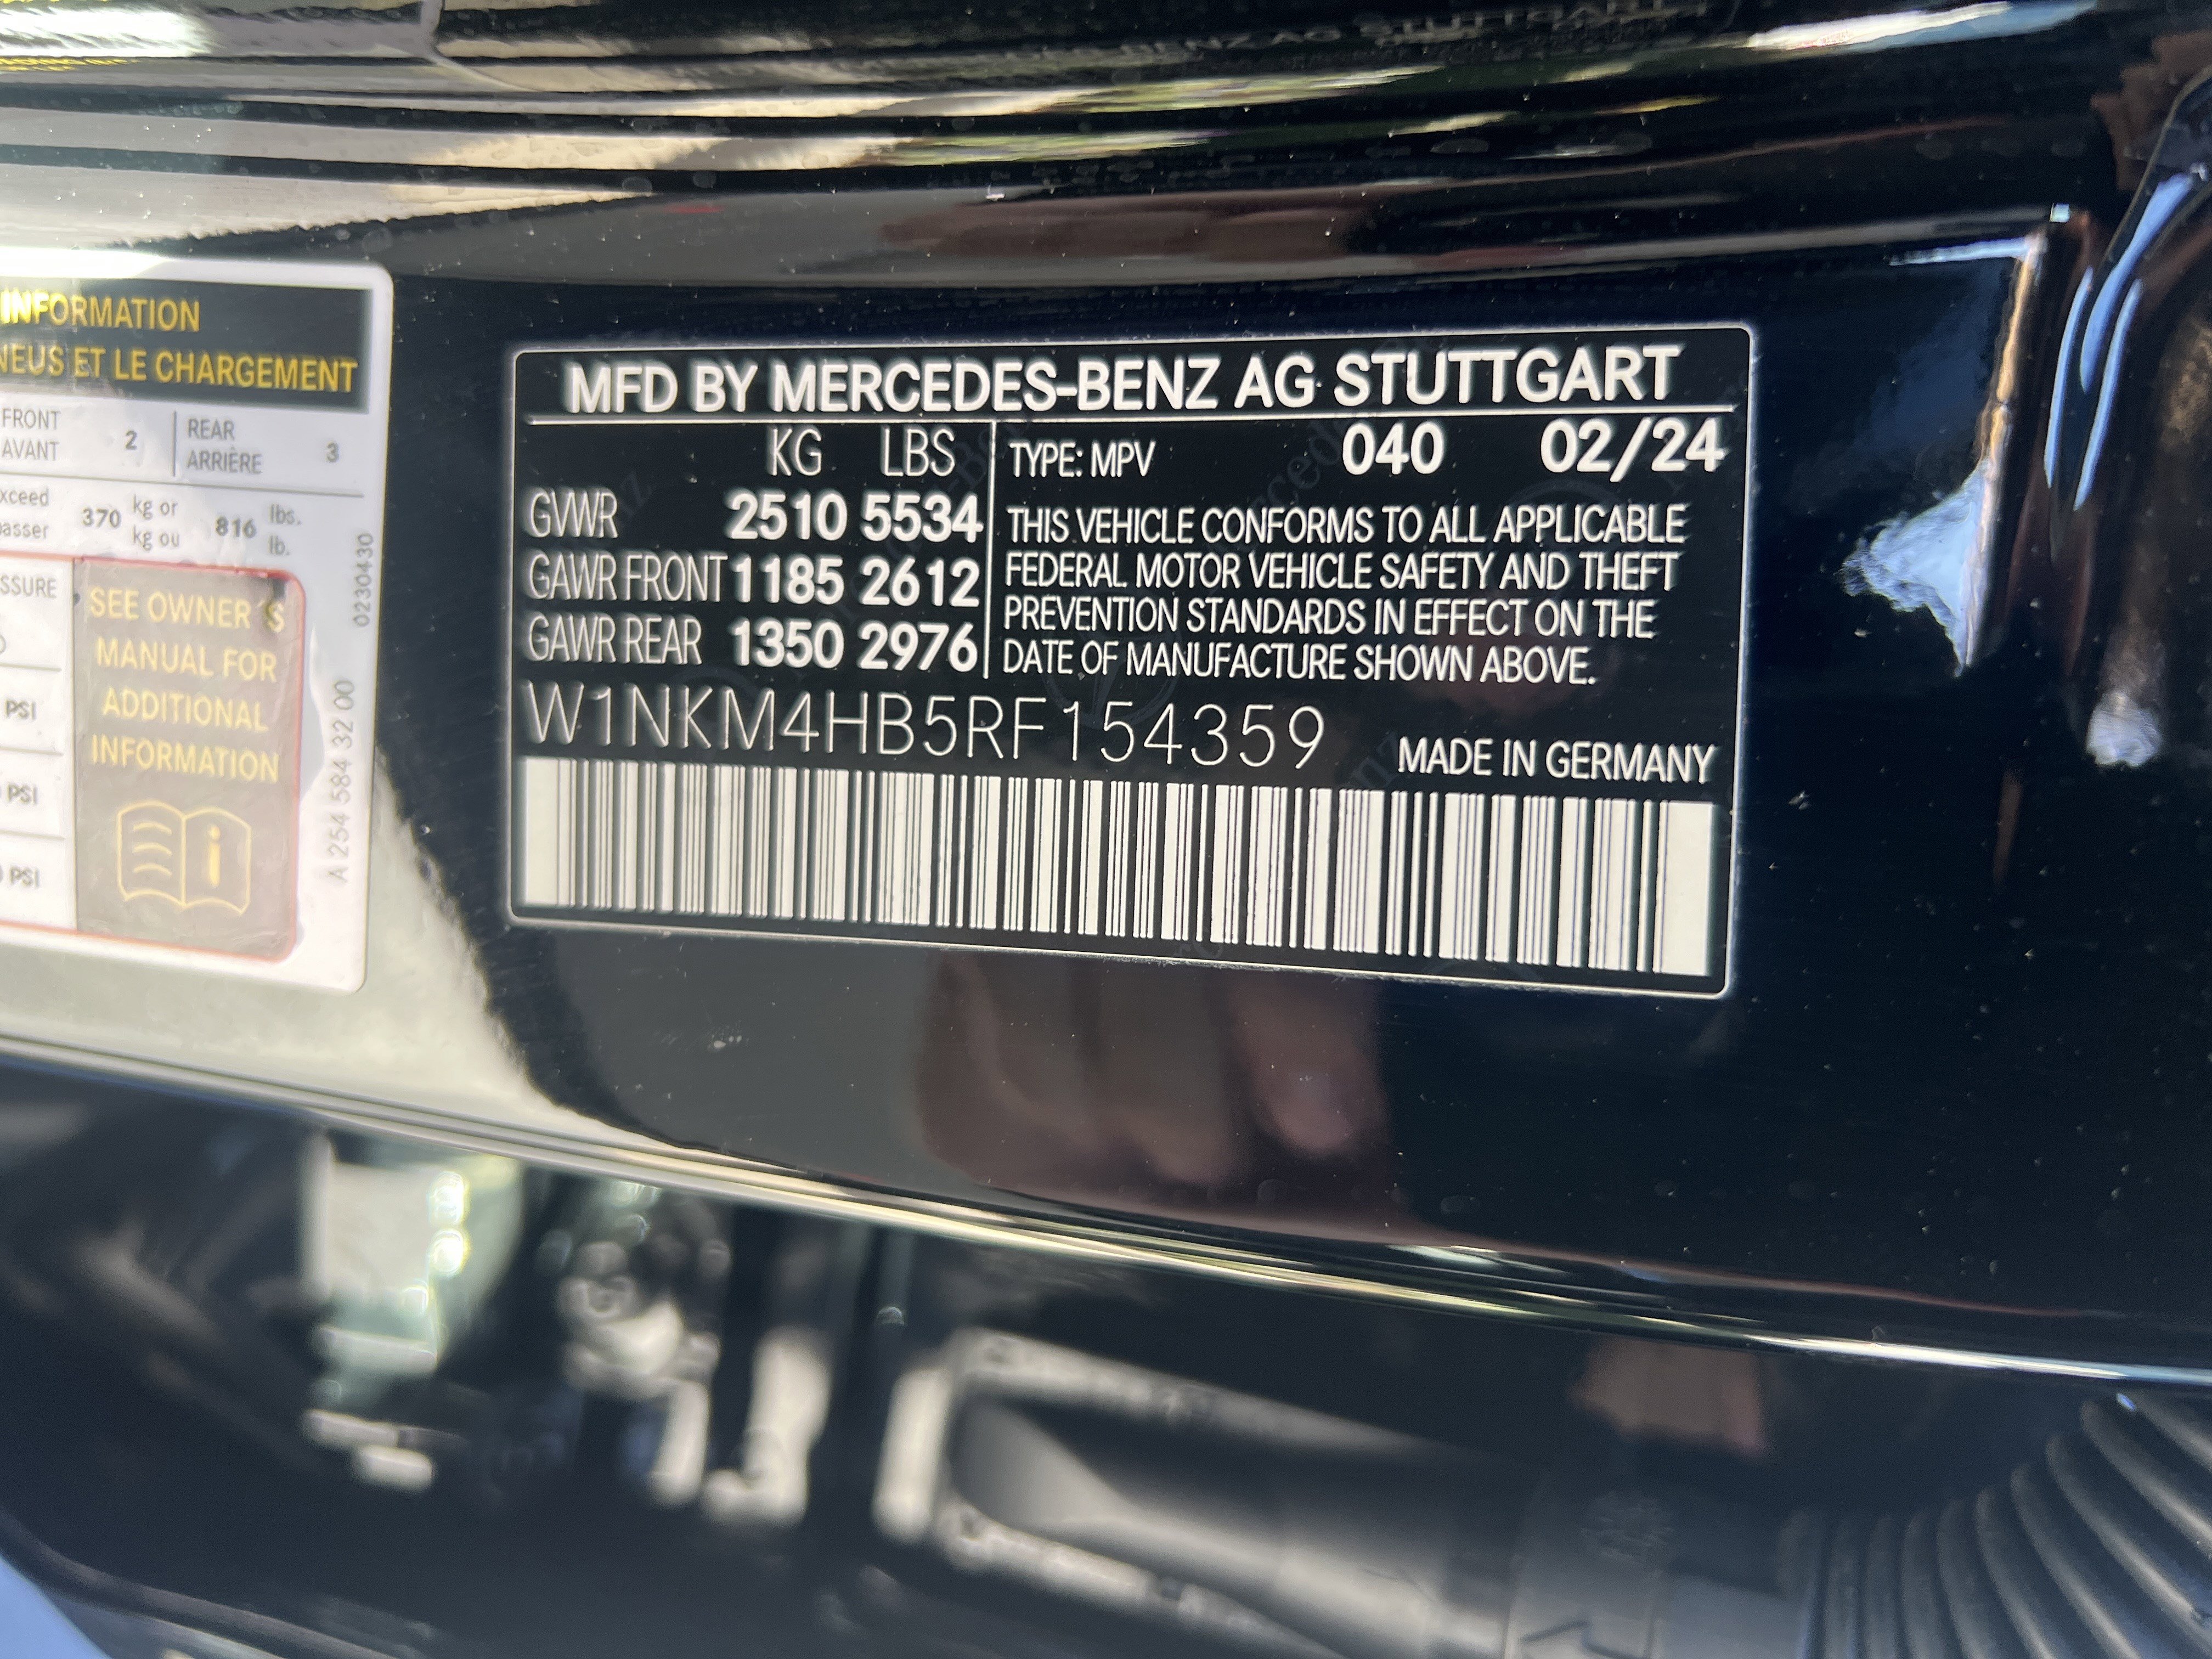 INFORMATION
NEUS ET LE CHARGEMENT
FRONT
AVANT
2
REAR
ARRIÈRE
3
370
kg or
kg ou
816
lbs.
lb.
0230430
SEE OWNER´S
MANUAL FOR
ADDITIONAL
INFORMATION
PSI
PSI
PSI
A 254 584 32 00
MFD BY MERCEDES-BENZ AG STUTTGART
KG LBS
GVWR 2510 5534
GAWR FRONT 1185 2612
GAWR REAR 1350 2976
TYPE: MPV 040 02/24
THIS VEHICLE CONFORMS TO ALL APPLICABLE
FEDERAL MOTOR VEHICLE SAFETY AND THEFT
PREVENTION STANDARDS IN EFFECT ON THE
DATE OF MANUFACTURE SHOWN ABOVE.
W1NKM4HB5RF154359
MADE IN GERMANY